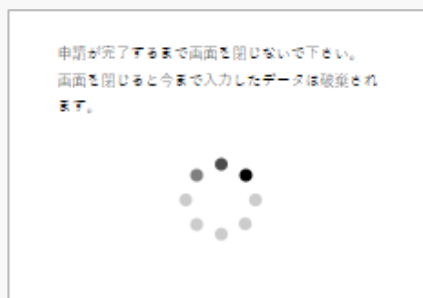 申請が完了するまで画面を閉じないで下さい。
画面を閉じると今まで入力したデータは破棄され
ます。